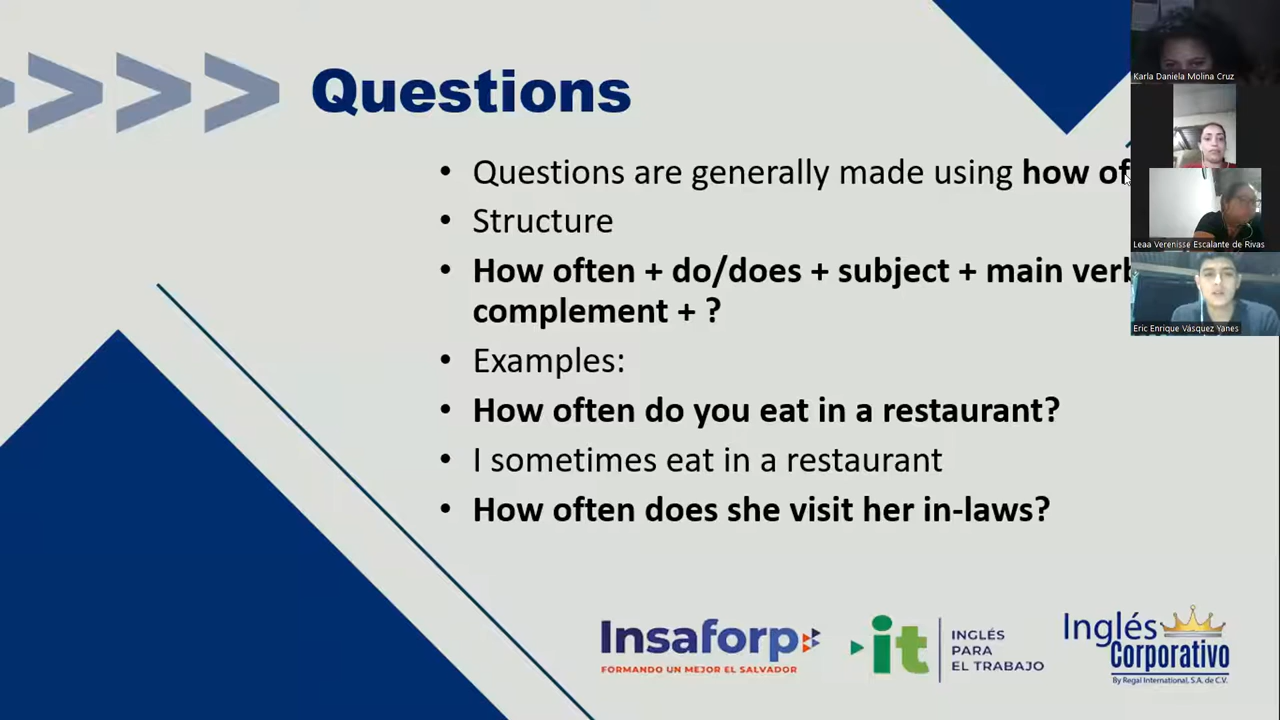 Questions
• Questions are generally made using how of
• Structure
• How often + do/does + subject + main verb
complement + ?
• Examples:
• How often do you eat in a restaurant?
• I sometimes eat in a restaurant
• How often does she visit her in-laws?
Karla Daniela Molina Cruz
Leaa Verenisse Escalante de Rivas
Eric Enrique Vásquez Yanes
Insaforp
FORMANDO UN MEJOR EL SALVADOR
it
INGLÉS
PARA
EL TRABAJO
Inglés
Corporativo
By Regal International, S.A. de C.V.